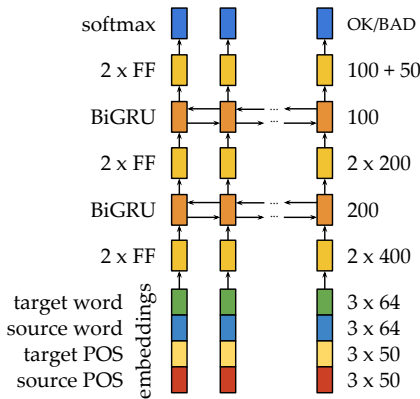 softmax OK/BAD
2 x FF 100 + 50
BiGRU ... ... 100
2 x FF 2 x 200
BiGRU ... ... 200
2 x FF 2 x 400
embeddings
target word 3 x 64
source word 3 x 64
target POS 3 x 50
source POS 3 x 50